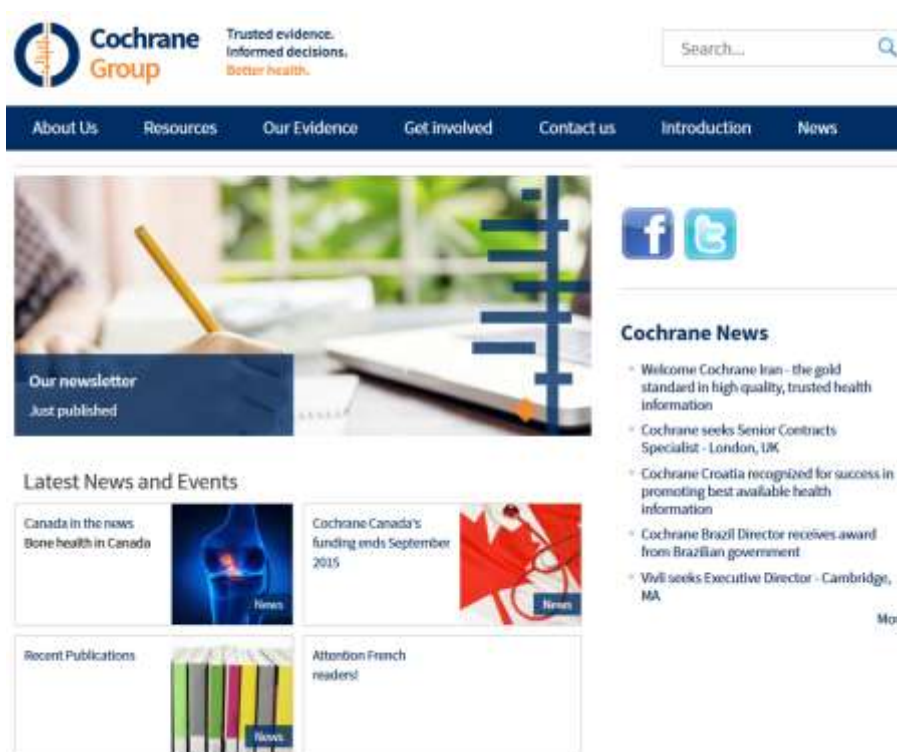 Cochrane
Group
Trusted evidence.
Informed decisions.
Better health.
Search...
About Us
Resources
Our Evidence
Get involved
Contact us
Introduction
News
Our newsletter
Just published
Cochrane News
Welcome Cochrane Iran - the gold
standard in high quality, trusted health
information
Cochrane seeks Senior Contracts
Specialist - London, UK
Cochrane Croatia recognized for success in
promoting best available health
information
Cochrane Brazil Director receives award
from Brazilian government
Vivli seeks Executive Director - Cambridge,
MA
Mor
Latest News and Events
Canada in the news
Bone health in Canada
News
Cochrane Canada's
funding ends September
2015
News
Recent Publications
News
Attention French
readers!